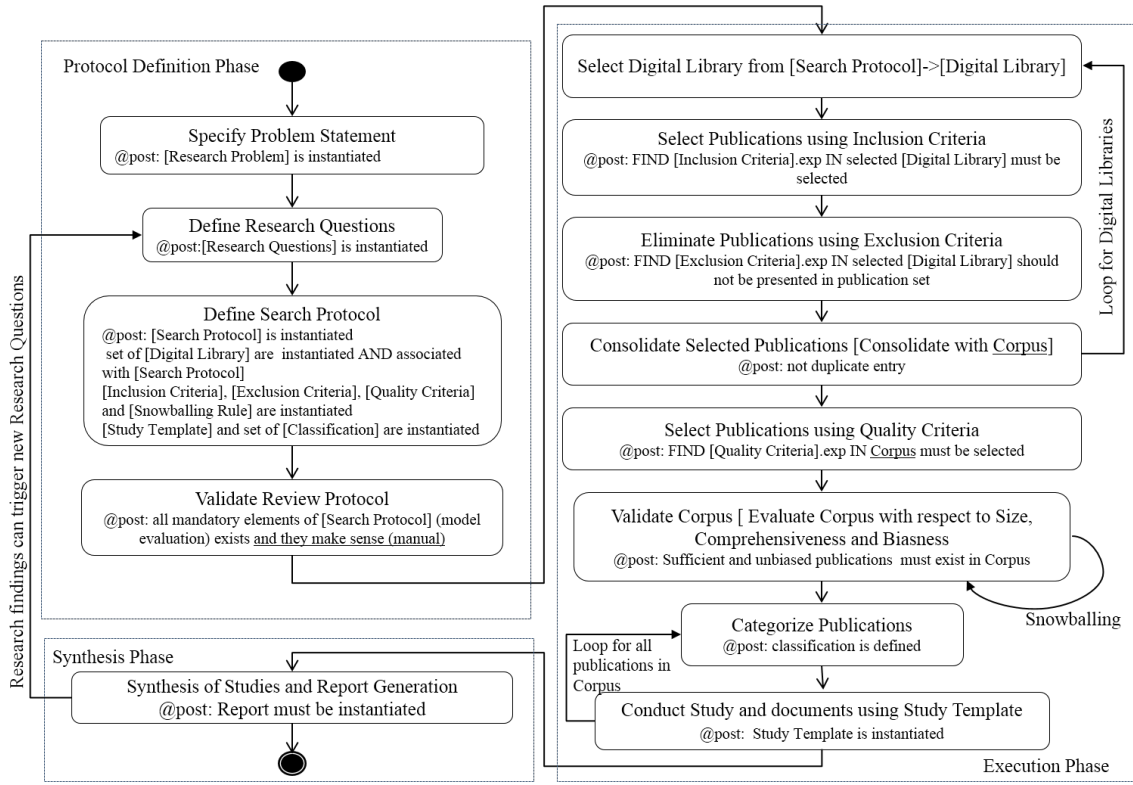 Protocol Definition Phase
Specify Problem Statement
@post: [Research Problem] is instantiated
Define Research Questions
@post:[Research Questions] is instantiated
Define Search Protocol
@post: [Search Protocol] is instantiated
set of [Digital Library] are instantiated AND associated
with [Search Protocol]
[Inclusion Criteria], [Exclusion Criteria], [Quality Criteria]
and [Snowballing Rule] are instantiated
[Study Template] and set of [Classification] are instantiated
Validate Review Protocol
@post: all mandatory elements of [Search Protocol] (model
evaluation) exists and they make sense (manual)
Research findings can trigger new Research Questions
Select Digital Library from [Search Protocol]->[Digital Library]
Select Publications using Inclusion Criteria
@post: FIND [Inclusion Criteria].exp IN selected [Digital Library] must be
selected
Eliminate Publications using Exclusion Criteria
@post: FIND [Exclusion Criteria].exp IN selected [Digital Library] should
not be presented in publication set
Consolidate Selected Publications [Consolidate with Corpus]
@post: not duplicate entry
Loop for Digital Libraries
Select Publications using Quality Criteria
@post: FIND [Quality Criteria].exp IN Corpus must be selected
Validate Corpus [ Evaluate Corpus with respect to Size,
Comprehensiveness and Biasness
@post: Sufficient and unbiased publications must exist in Corpus
Snowballing
Categorize Publications
@post: classification is defined
Loop for all
publications in
Corpus
Conduct Study and documents using Study Template
@post: Study Template is instantiated
Execution Phase
Synthesis Phase
Synthesis of Studies and Report Generation
@post: Report must be instantiated